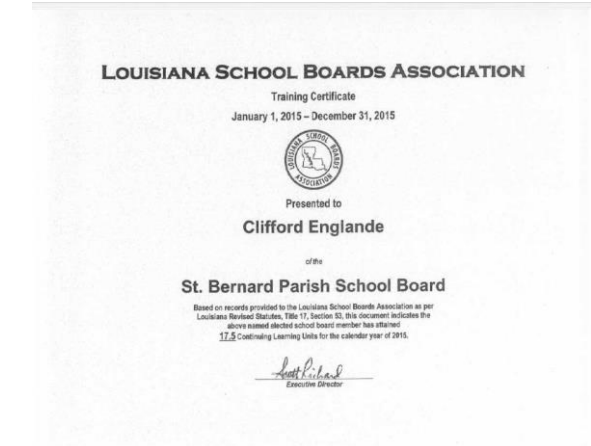 LOUISIANA SCHOOL BOARDS ASSOCIATION
Training Certificate
January 1, 2015 – December 31, 2015
LOUISIANA SCHOOL BOARDS ASSOCIATION
Presented to
Clifford Englande
of the
St. Bernard Parish School Board
Based on records provided to the Louisiana School Boards Association as per
Louisiana Revised Statutes, Title 17, Section 53, this document indicates the
above named elected school board member has attained
17.5 Continuing Learning Units for the calendar year of 2015.
Scott Richard
Executive Director